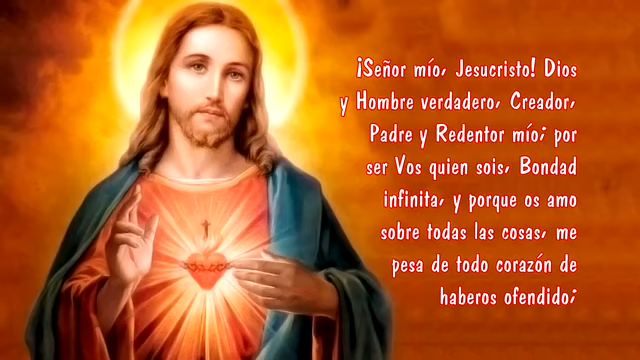 ¡Señor mío, Jesucristo! Dios
y Hombre verdadero, Creador,
Padre y Redentor mío; por
ser Vos quien sois, Bondad
infinita, y porque os amo
sobre todas las cosas, me
pesa de todo corazón de
haberos ofendido;